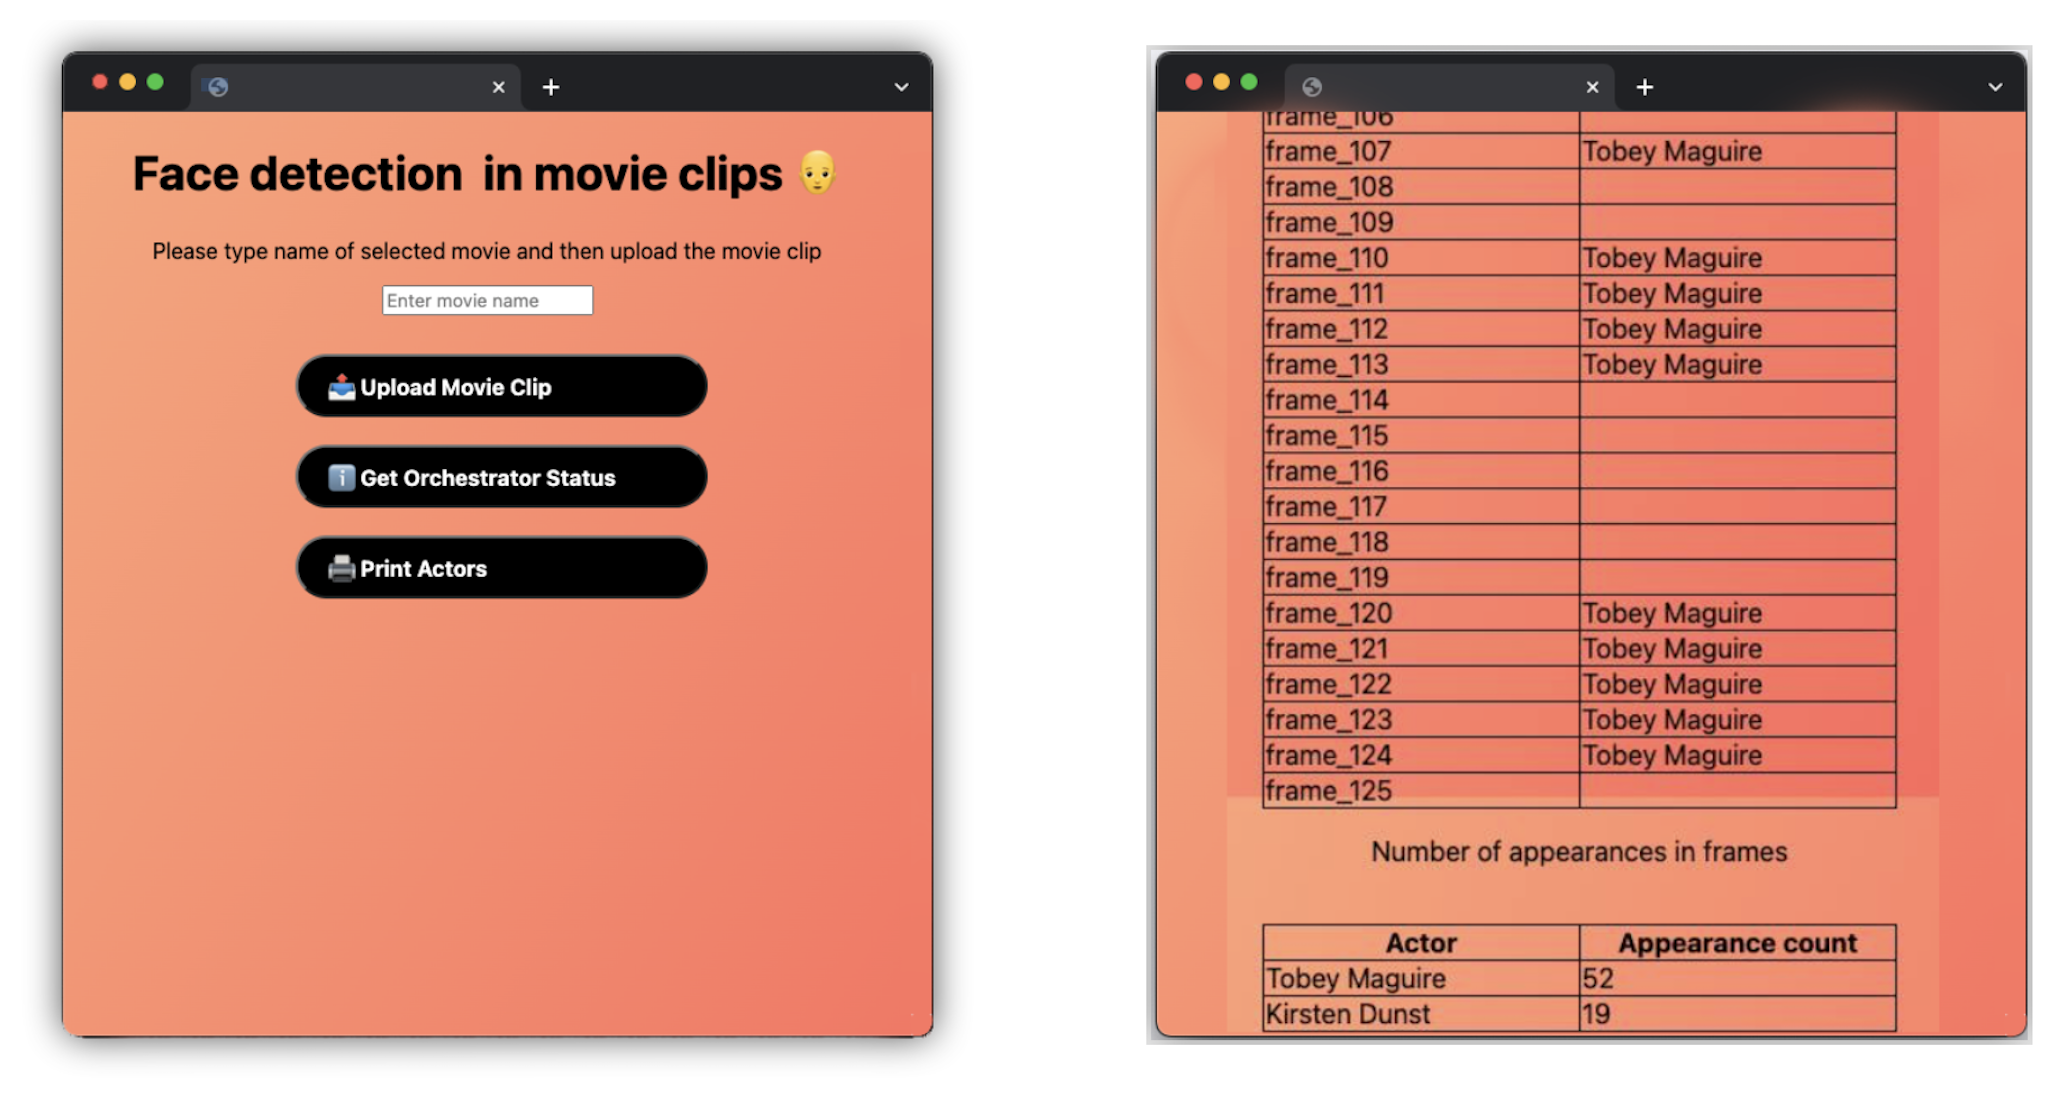 Face detection  in movie clips
Please type name of selected movie and then upload the movie clip
Enter movie name
Upload Movie Clip
Get Orchestrator Status
Print Actors
frame_106
frame_107 Tobey Maguire
frame_108
frame_109
frame_110 Tobey Maguire
frame_111 Tobey Maguire
frame_112 Tobey Maguire
frame_113 Tobey Maguire
frame_114
frame_115
frame_116
frame_117
frame_118
frame_119
frame_120 Tobey Maguire
frame_121 Tobey Maguire
frame_122 Tobey Maguire
frame_123 Tobey Maguire
frame_124 Tobey Maguire
frame_125
Number of appearances in frames
Actor Appearance count
Tobey Maguire 52
Kirsten Dunst 19